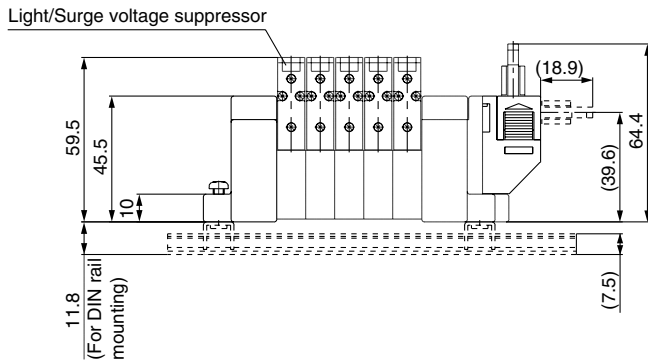 Light/Surge voltage suppressor
(18.9)
59.5
45.5
10
64.4
(39.6)
11.8
(For DIN rail
mounting)
(7.5)